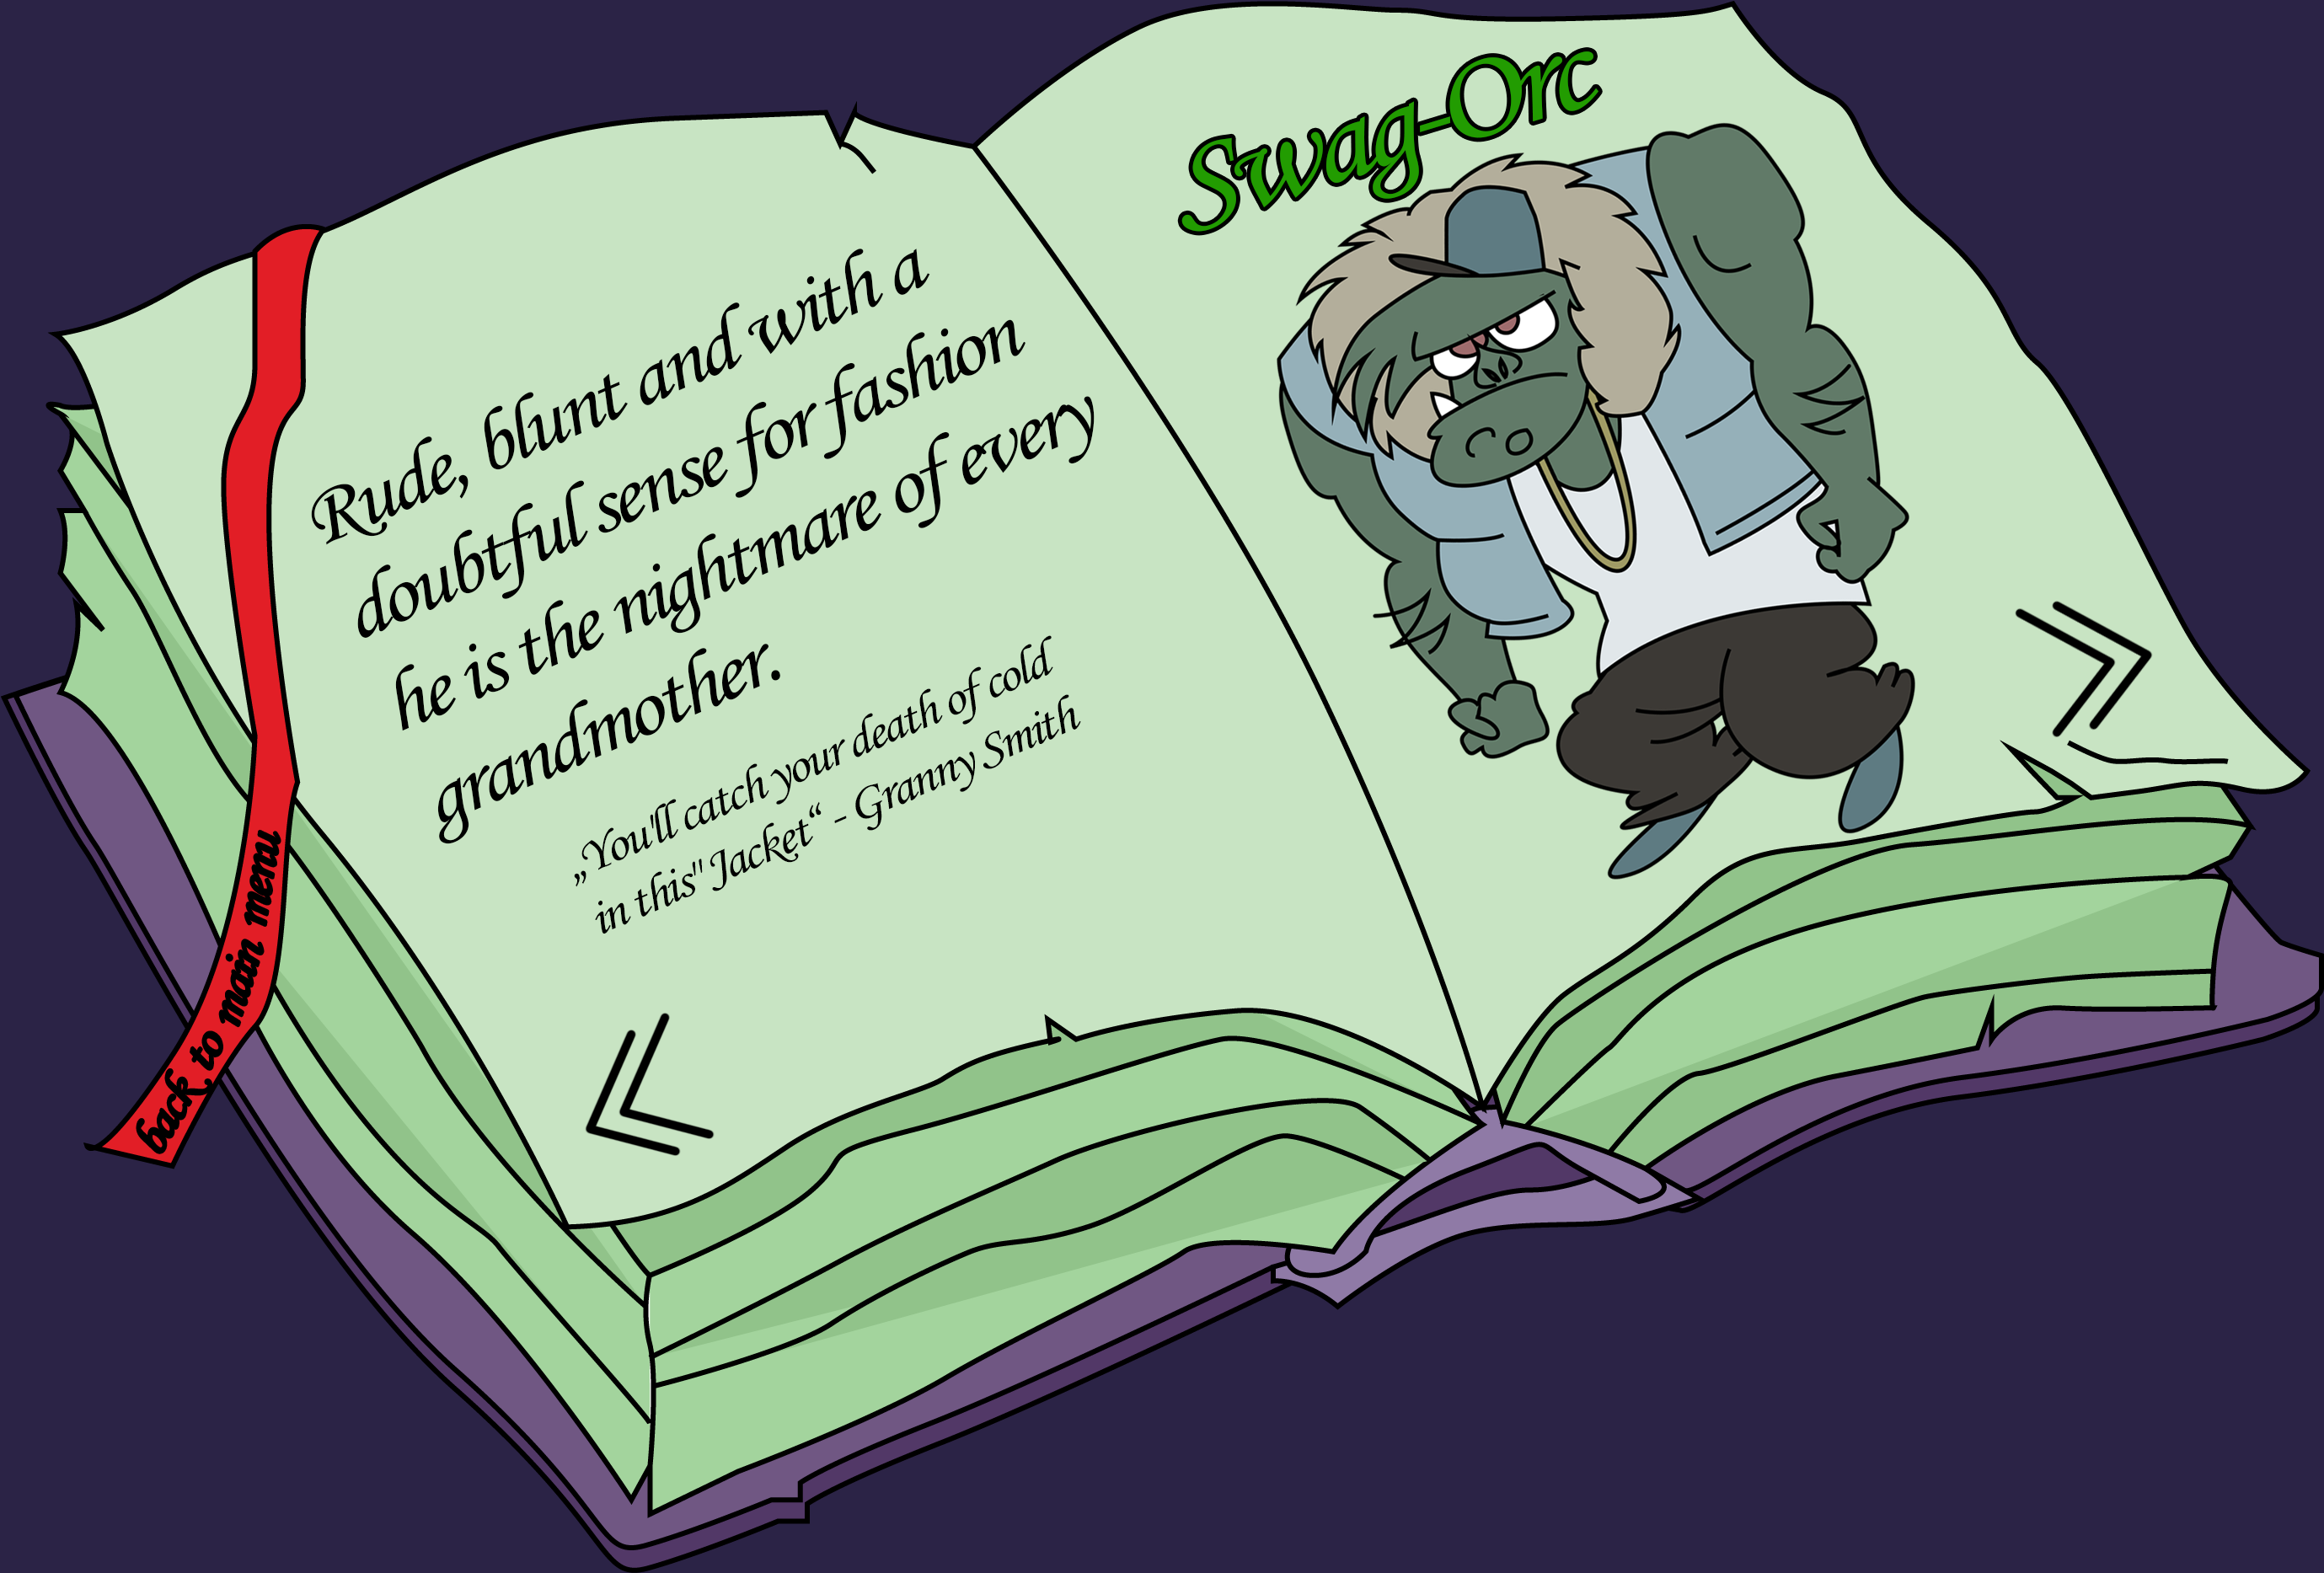 Rude, blunt and with a
doubtful sense for fashion
he is the nightmare of every
grandmother.
„You'll catch your death of cold
in this" Jacket“ - Granny Smith
back to main menu
Swag-Orc